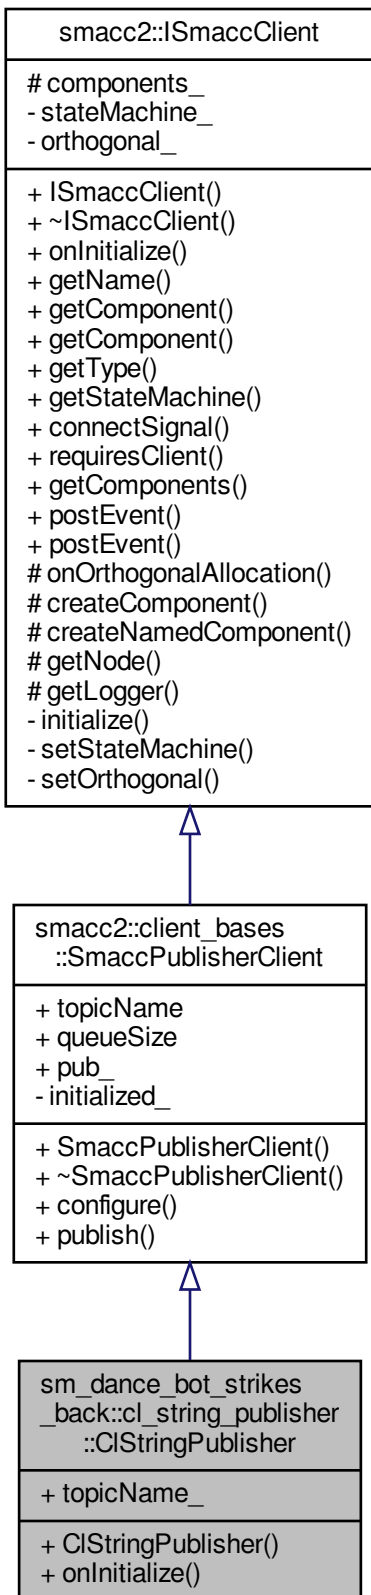 smacc2::ISmaccClient
# components_
- stateMachine_
- orthogonal_
+ ISmaccClient()
+ ~ISmaccClient()
+ onInitialize()
+ getName()
+ getComponent()
+ getComponent()
+ getType()
+ getStateMachine()
+ connectSignal()
+ requiresClient()
+ getComponents()
+ postEvent()
+ postEvent()
# onOrthogonalAllocation()
# createComponent()
# createNamedComponent()
# getNode()
# getLogger()
- initialize()
- setStateMachine()
- setOrthogonal()
smacc2::client_bases
::SmaccPublisherClient
+ topicName
+ queueSize
+ pub_
- initialized_
+ SmaccPublisherClient()
+ ~SmaccPublisherClient()
+ configure()
+ publish()
sm_dance_bot_strikes
_back::cl_string_publisher
::ClStringPublisher
+ topicName_
+ ClStringPublisher()
+ onInitialize()